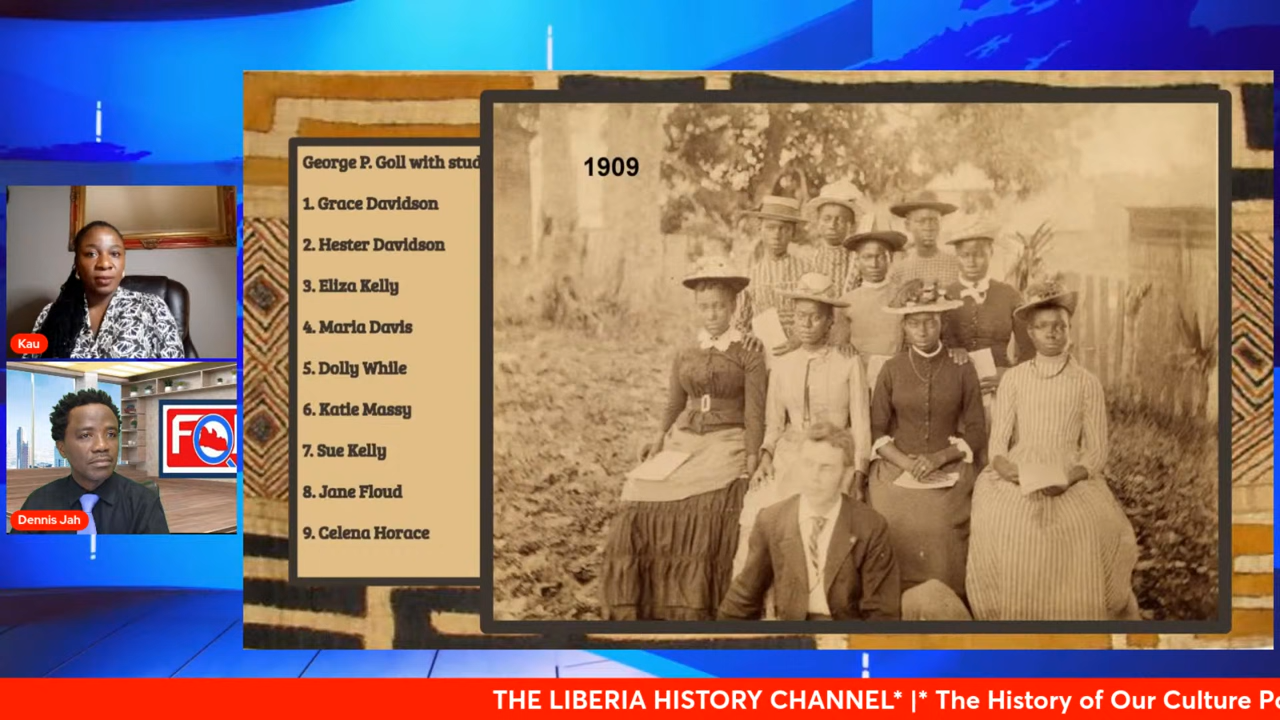 George P. Goll with stud
1. Grace Davidson
2. Hester Davidson
3. Eliza Kelly
4. Maria Davis
5. Dolly While
6. Katie Massy
7. Sue Kelly
8. Jane Floud
9. Celena Horace
1909
Kau
FQ
Dennis Jah
THE LIBERIA HISTORY CHANNEL* |* The History of Our Culture Po